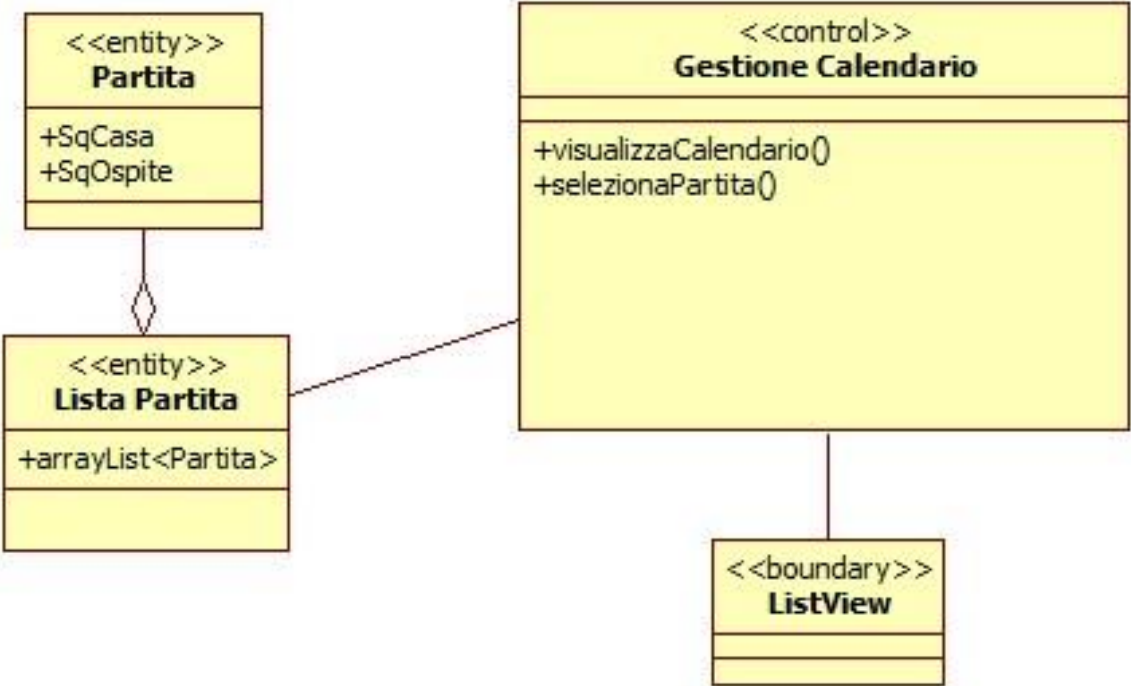 <<entity>>
Partita
+SqCasa
+SqOspite
<<control>>
Gestione Calendario
+visualizzaCalendario()
+selezionaPartita()
<<entity>>
Lista Partita
+arrayList<Partita>
<<boundary>>
ListView